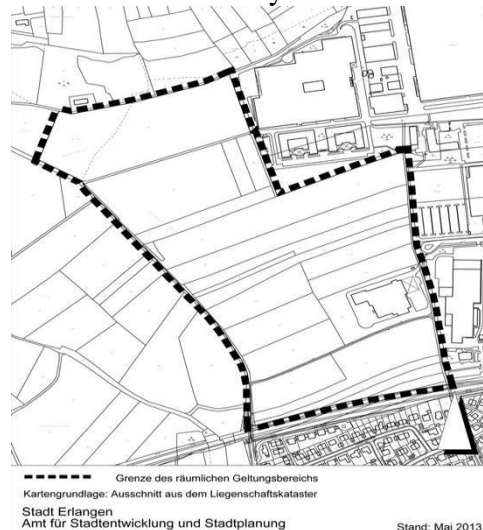 Grenze des räumlichen Geltungsbereichs
Kartengrundlage: Ausschnitt aus dem Liegenschaftskataster
Stadt Erlangen
Amt für Stadtentwicklung und Stadtplanung
Stand: Mai 2013